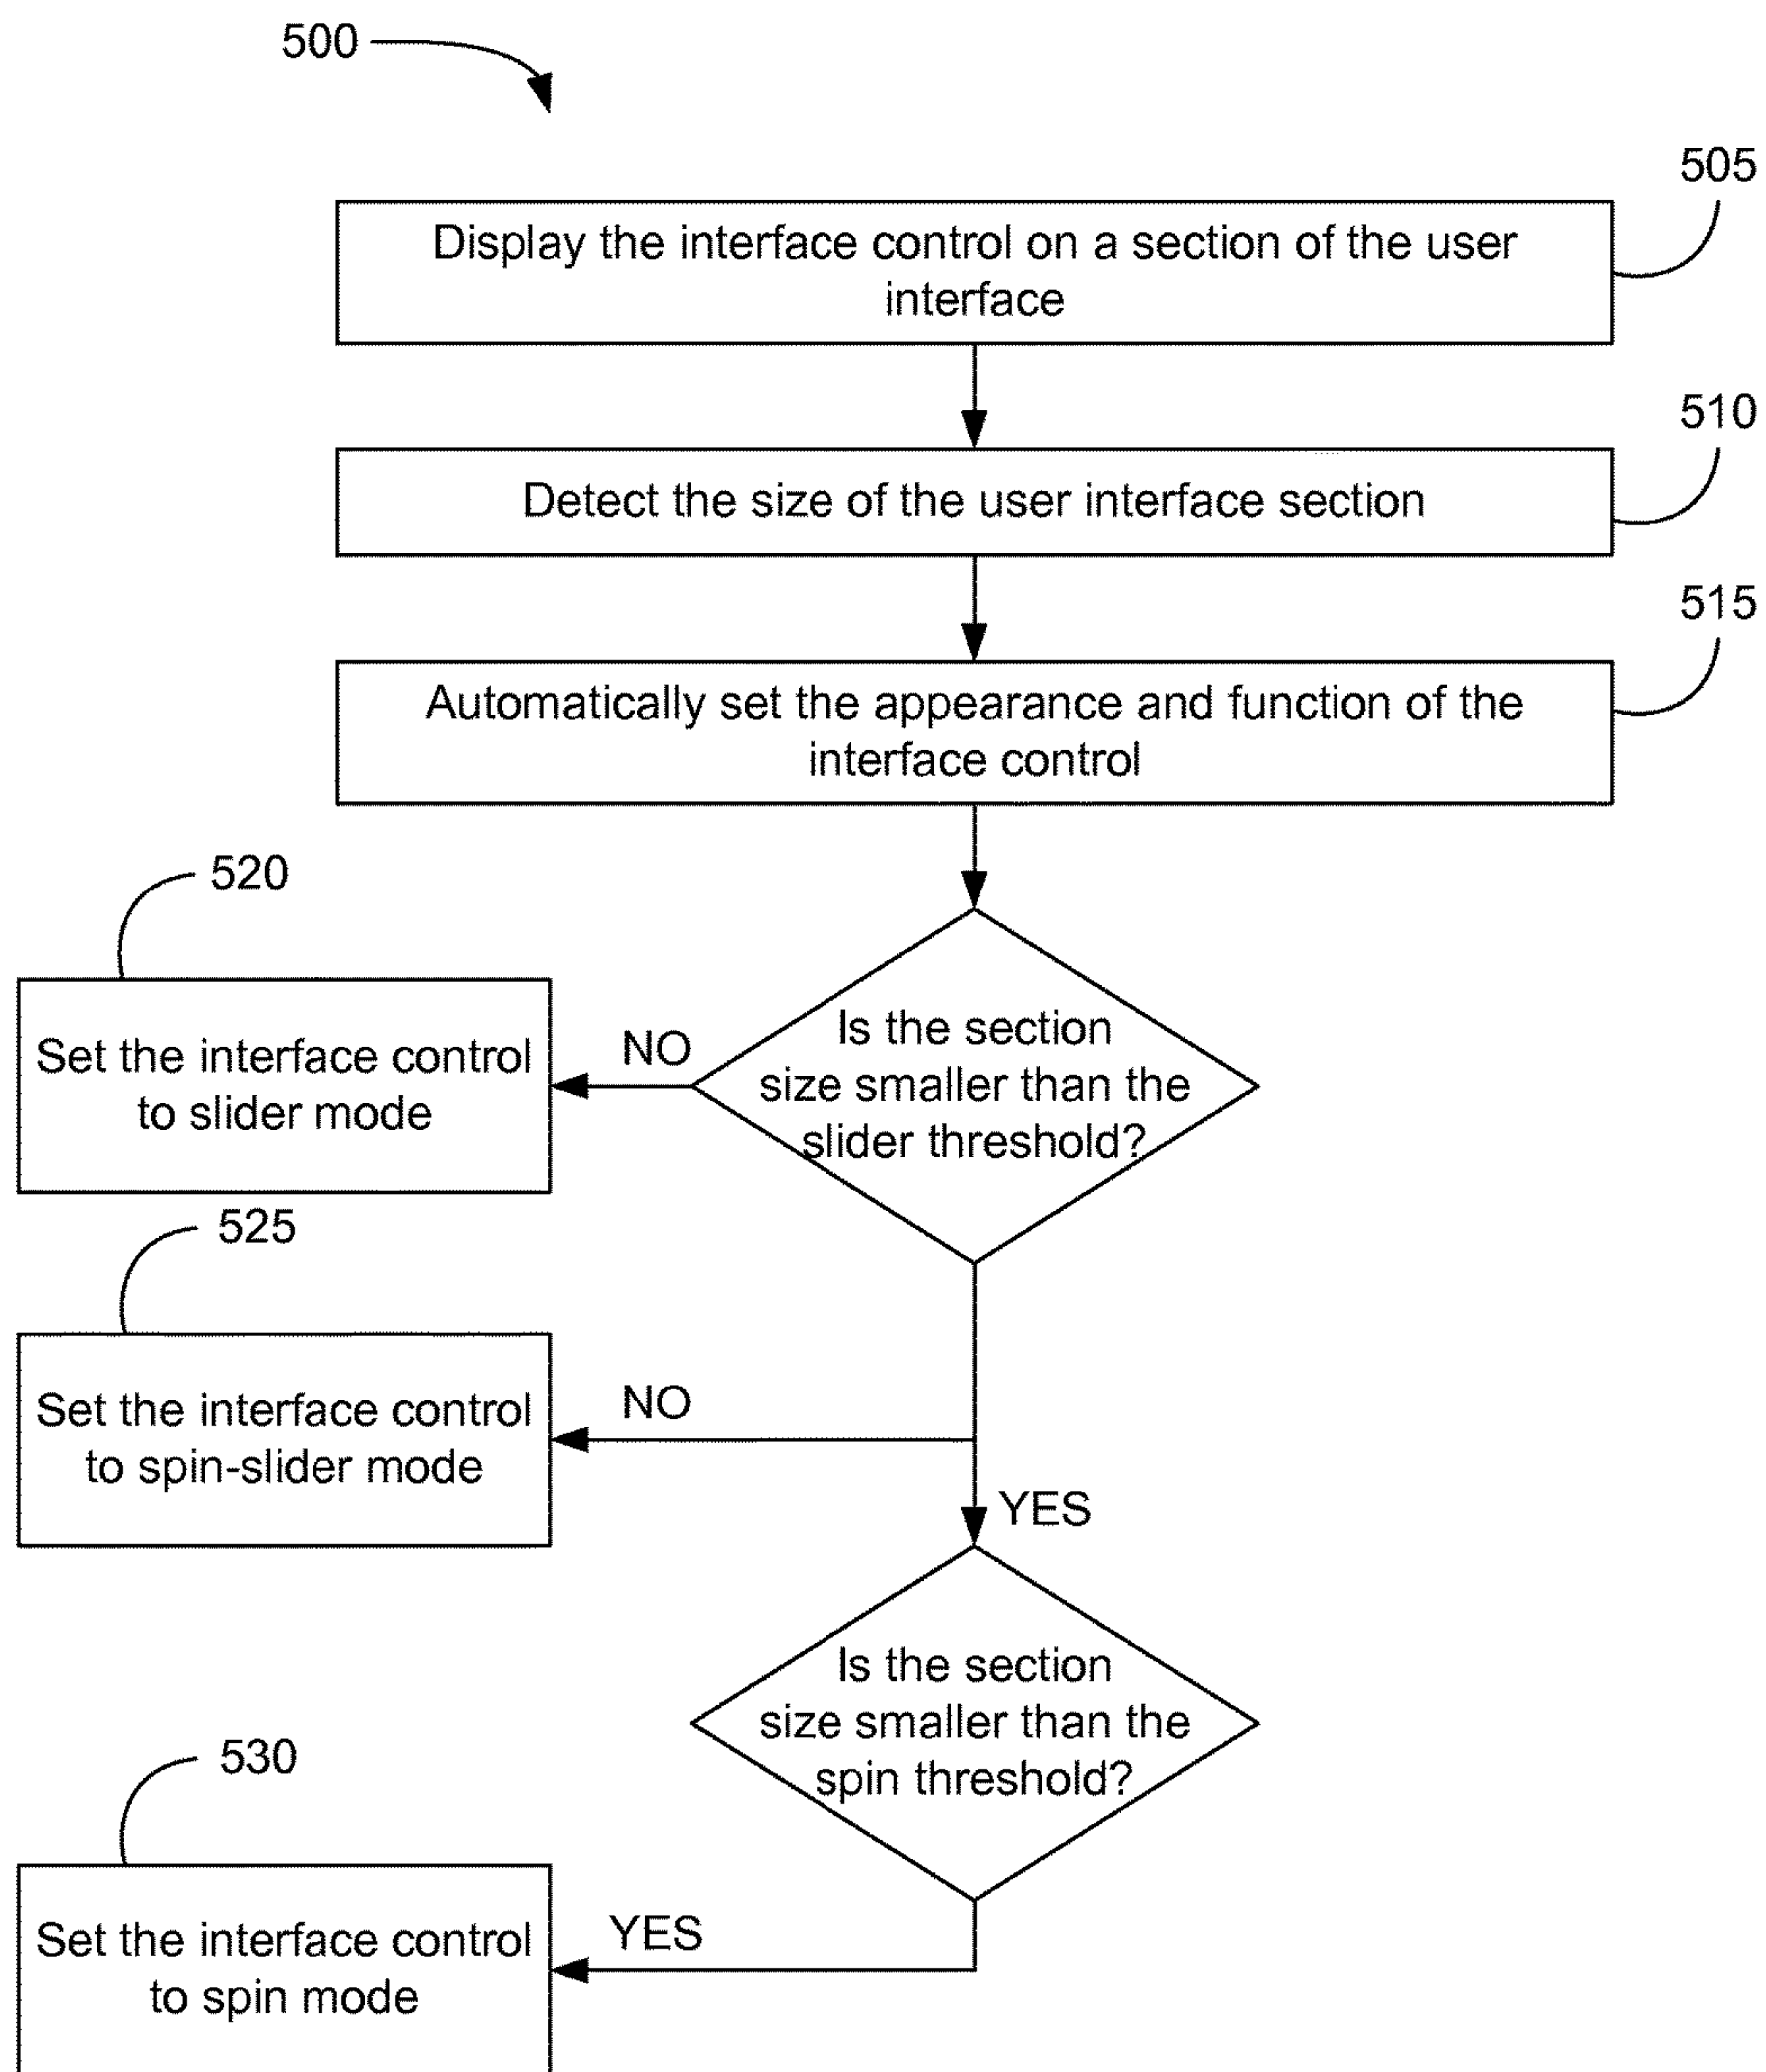 500
505
Display the interface control on a section of the user
interface
510
Detect the size of the user interface section
515
Automatically set the appearance and function of the
interface control
520
Set the interface control
to slider mode
NO
Is the section
size smaller than the
slider threshold?
525
Set the interface control
to spin-slider mode
NO
YES
Is the section
size smaller than the
spin threshold?
530
Set the interface control
to spin mode
YES